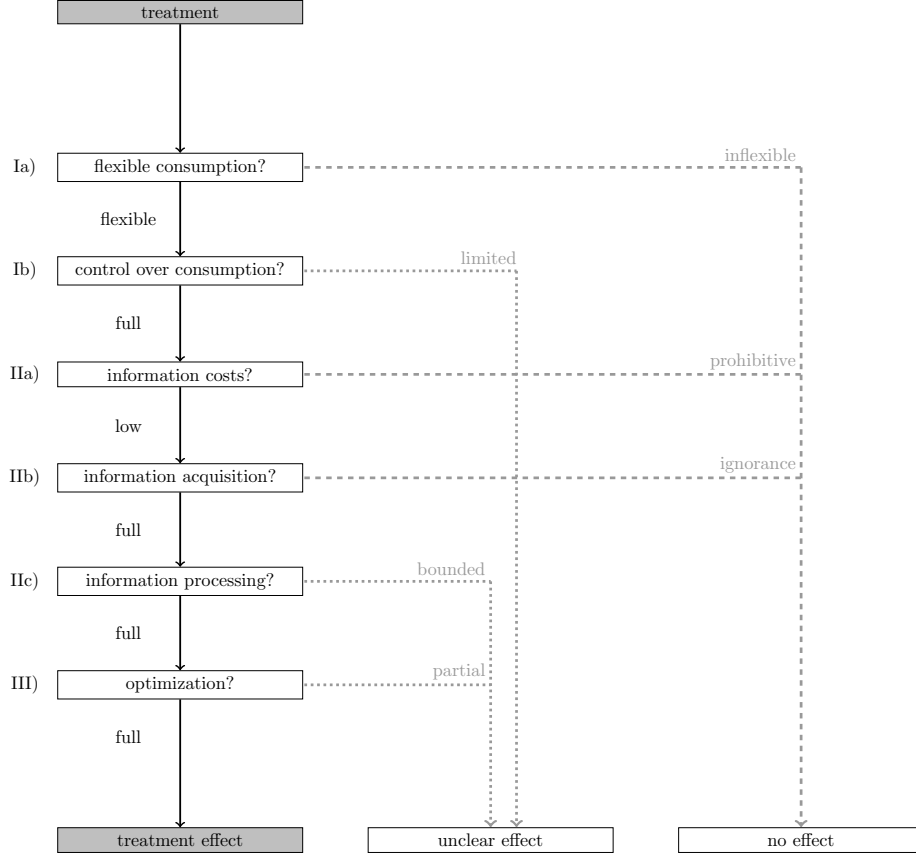 treatment
Ia) flexible consumption? inflexible
flexible
Ib) control over consumption? limited
full
IIa) information costs? prohibitive
low
IIb) information acquisition? ignorance
full
IIc) information processing? bounded
full
III) optimization? partial
full
treatment effect unclear effect no effect